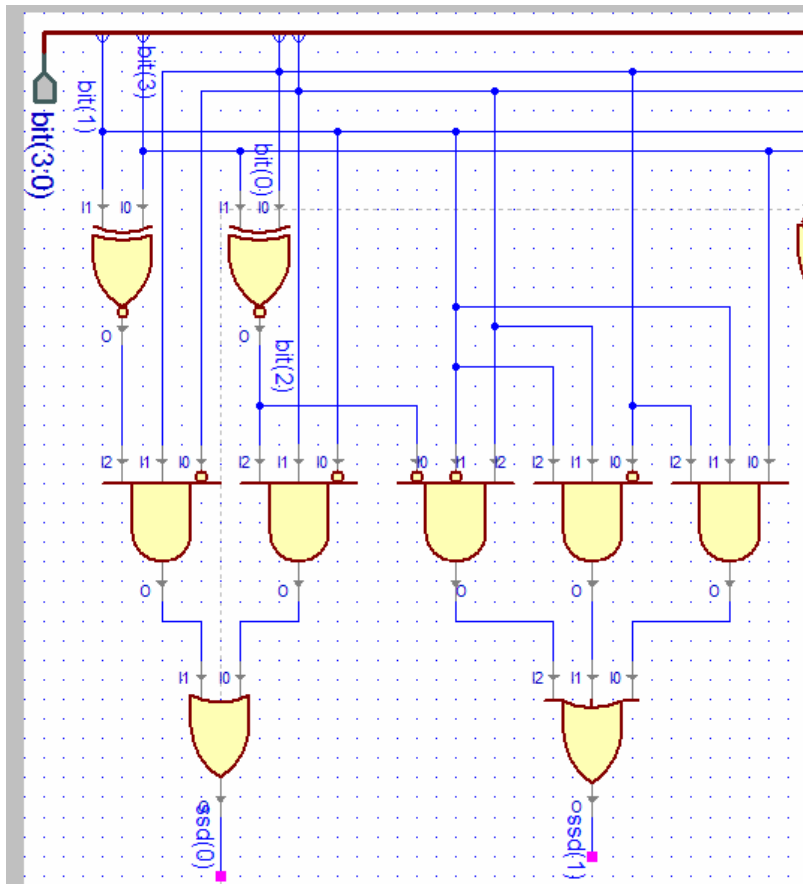 bit(3:0)
bit(1)
bit(3)
bit(0)
I1 I0 I1 I0
O O
bit(2)
I2 I1 I0 I2 I1 I0 I0 I1 I2 I2 I1 I0 I2 I1 I0
O O O O O
I1 I0 I2 I1 I0
O O
ssd(0)
ssd(1)